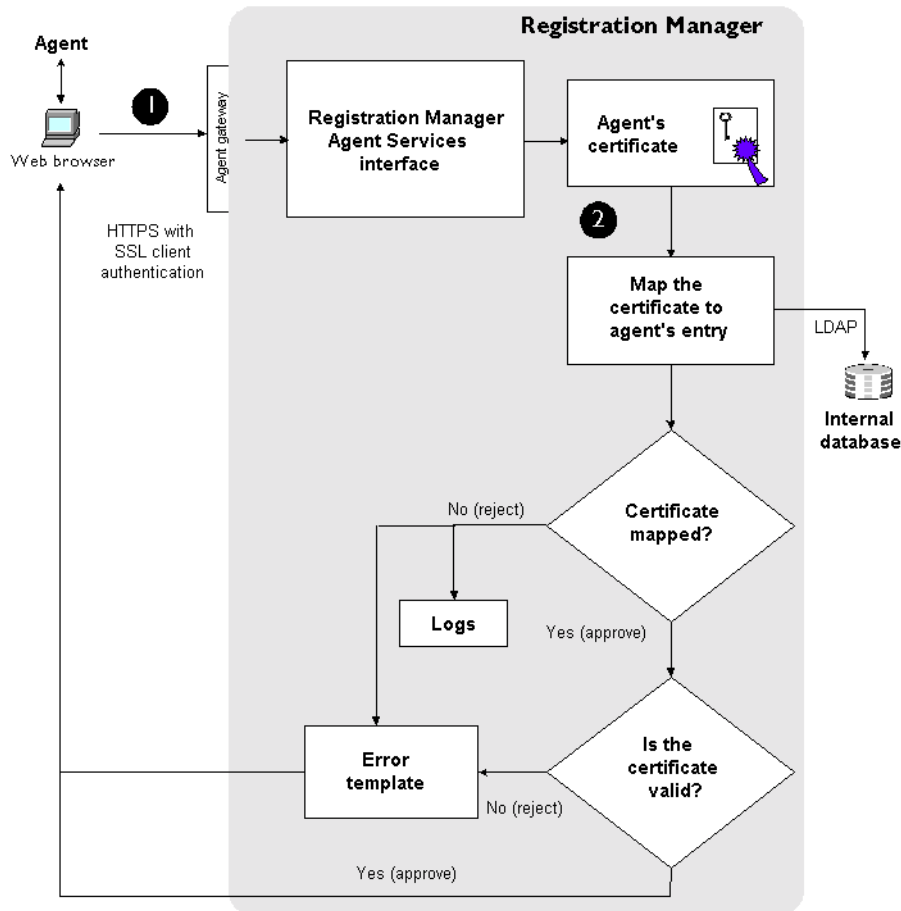 Registration Manager
Agent
1
Web browser
Agent gateway
Registration Manager
Agent Services
interface
Agent's
certificate
HTTPS with
SSL client
authentication
2
Map the
certificate to
agent's entry
LDAP
Internal
database
Certificate
mapped?
No (reject)
Logs
Yes (approve)
Is the
certificate
valid?
Error
template
No (reject)
Yes (approve)